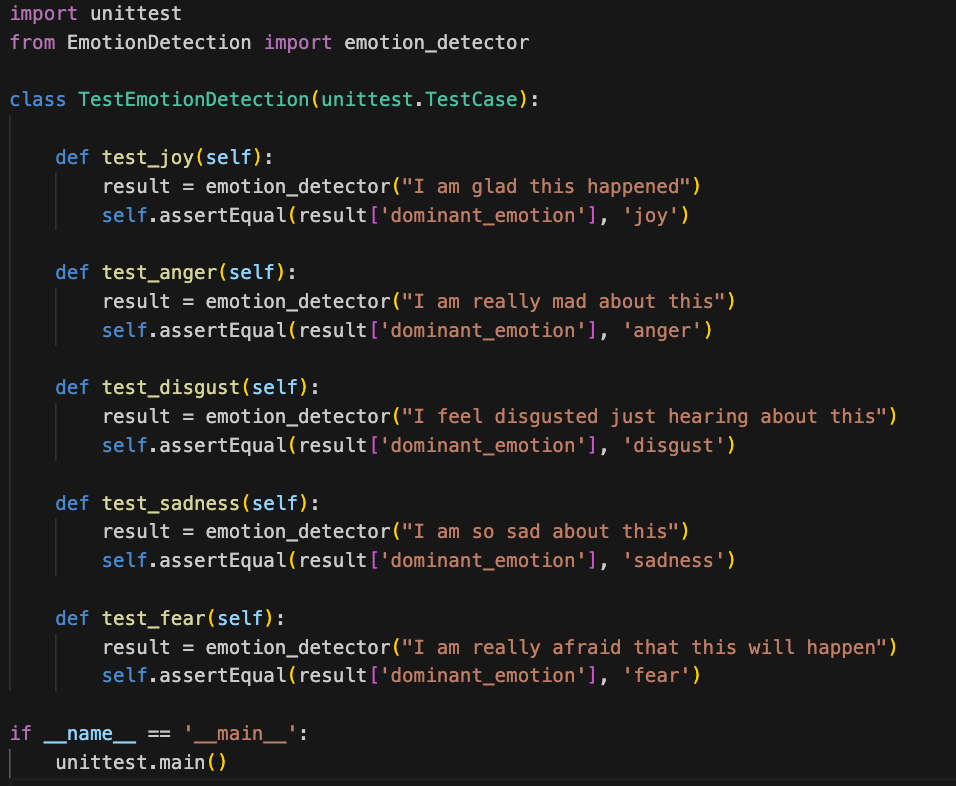 import unittest
from EmotionDetection import emotion_detector

class TestEmotionDetection(unittest.TestCase):

    def test_joy(self):
        result = emotion_detector("I am glad this happened")
        self.assertEqual(result['dominant_emotion'], 'joy')

    def test_anger(self):
        result = emotion_detector("I am really mad about this")
        self.assertEqual(result['dominant_emotion'], 'anger')

    def test_disgust(self):
        result = emotion_detector("I feel disgusted just hearing about this")
        self.assertEqual(result['dominant_emotion'], 'disgust')

    def test_sadness(self):
        result = emotion_detector("I am so sad about this")
        self.assertEqual(result['dominant_emotion'], 'sadness')

    def test_fear(self):
        result = emotion_detector("I am really afraid that this will happen")
        self.assertEqual(result['dominant_emotion'], 'fear')

if __name__ == '__main__':
    unittest.main()